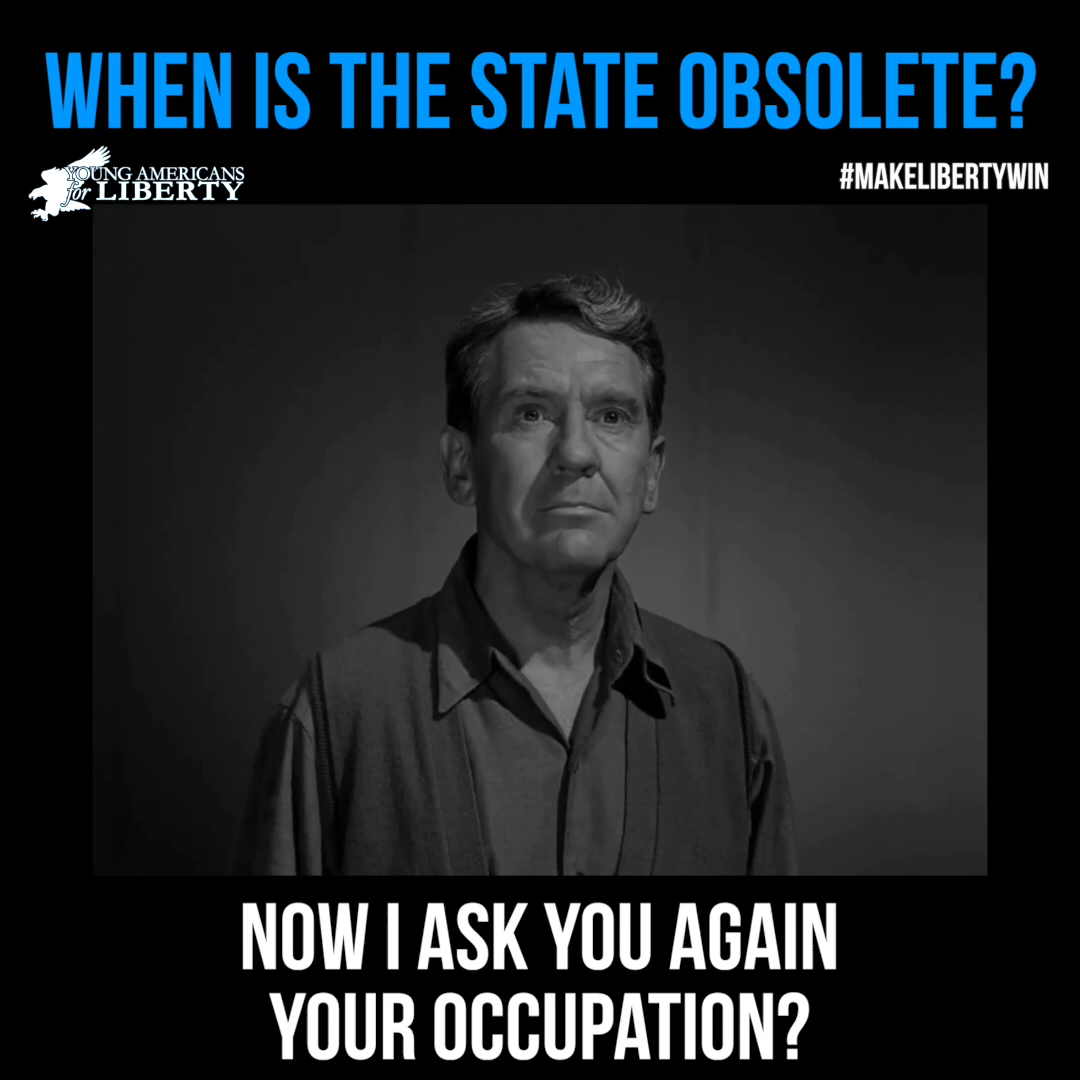 WHEN IS THE STATE OBSOLETE?
YOUNG AMERICANS
for LIBERTY
#MAKELIBERTYWIN
NOW I ASK YOU AGAIN
YOUR OCCUPATION?